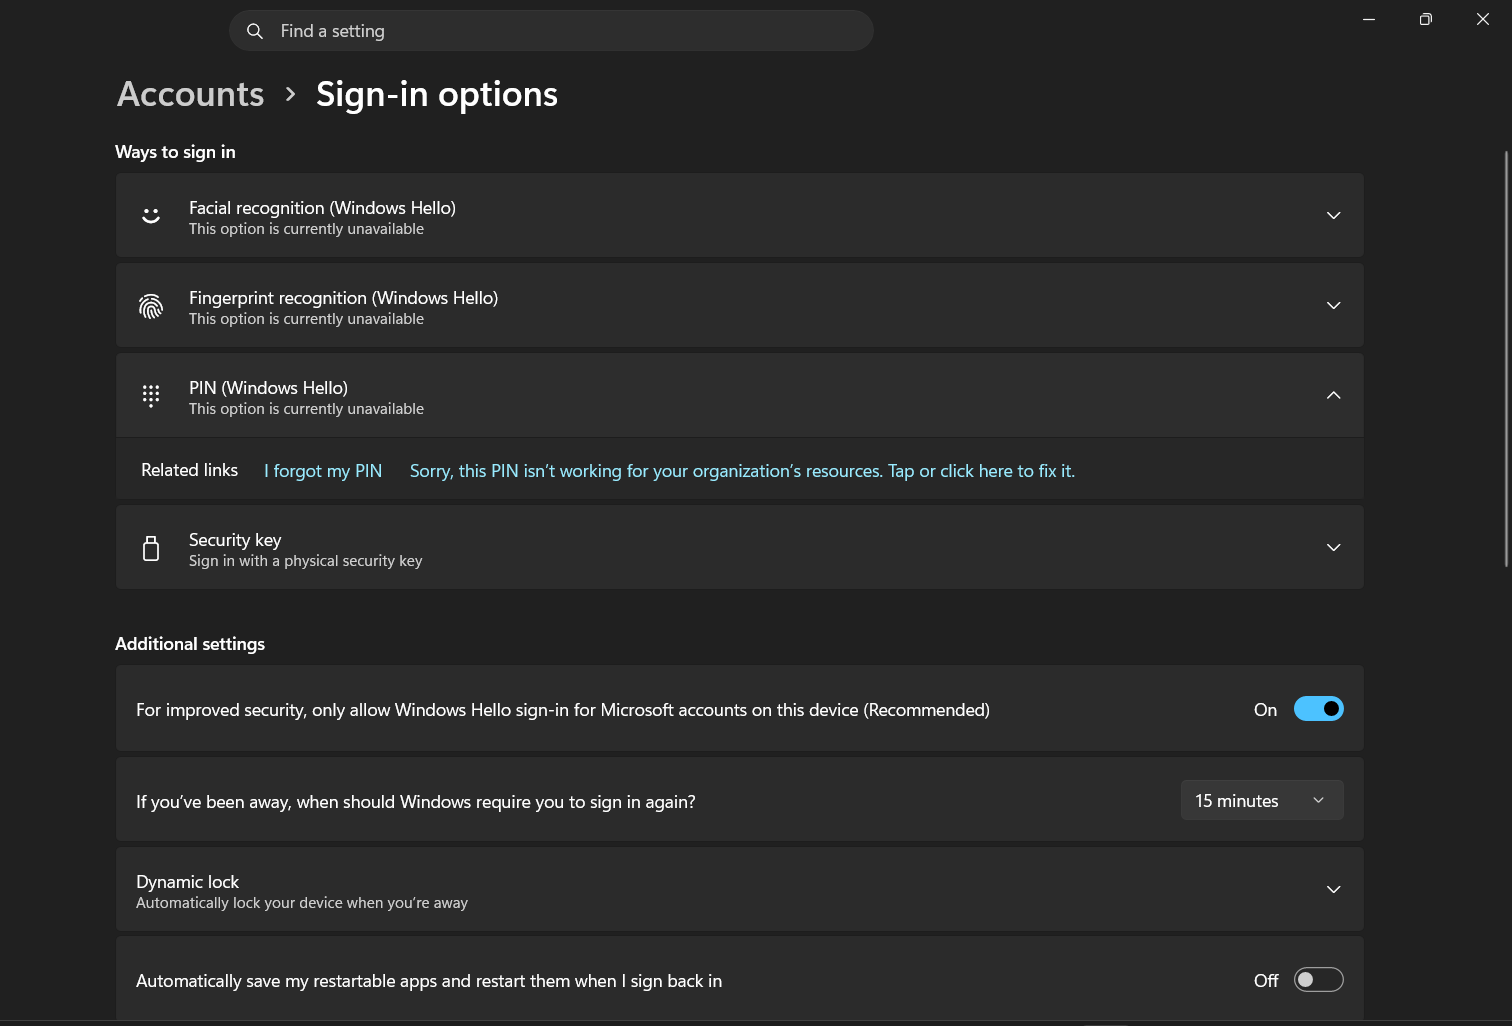 Find a setting
Accounts > Sign-in options
Ways to sign in
Facial recognition (Windows Hello)
This option is currently unavailable
Fingerprint recognition (Windows Hello)
This option is currently unavailable
PIN (Windows Hello)
This option is currently unavailable
Related links I forgot my PIN Sorry, this PIN isn’t working for your organization’s resources. Tap or click here to fix it.
Security key
Sign in with a physical security key
Additional settings
For improved security, only allow Windows Hello sign-in for Microsoft accounts on this device (Recommended) On
If you’ve been away, when should Windows require you to sign in again? 15 minutes
Dynamic lock
Automatically lock your device when you’re away
Automatically save my restartable apps and restart them when I sign back in Off